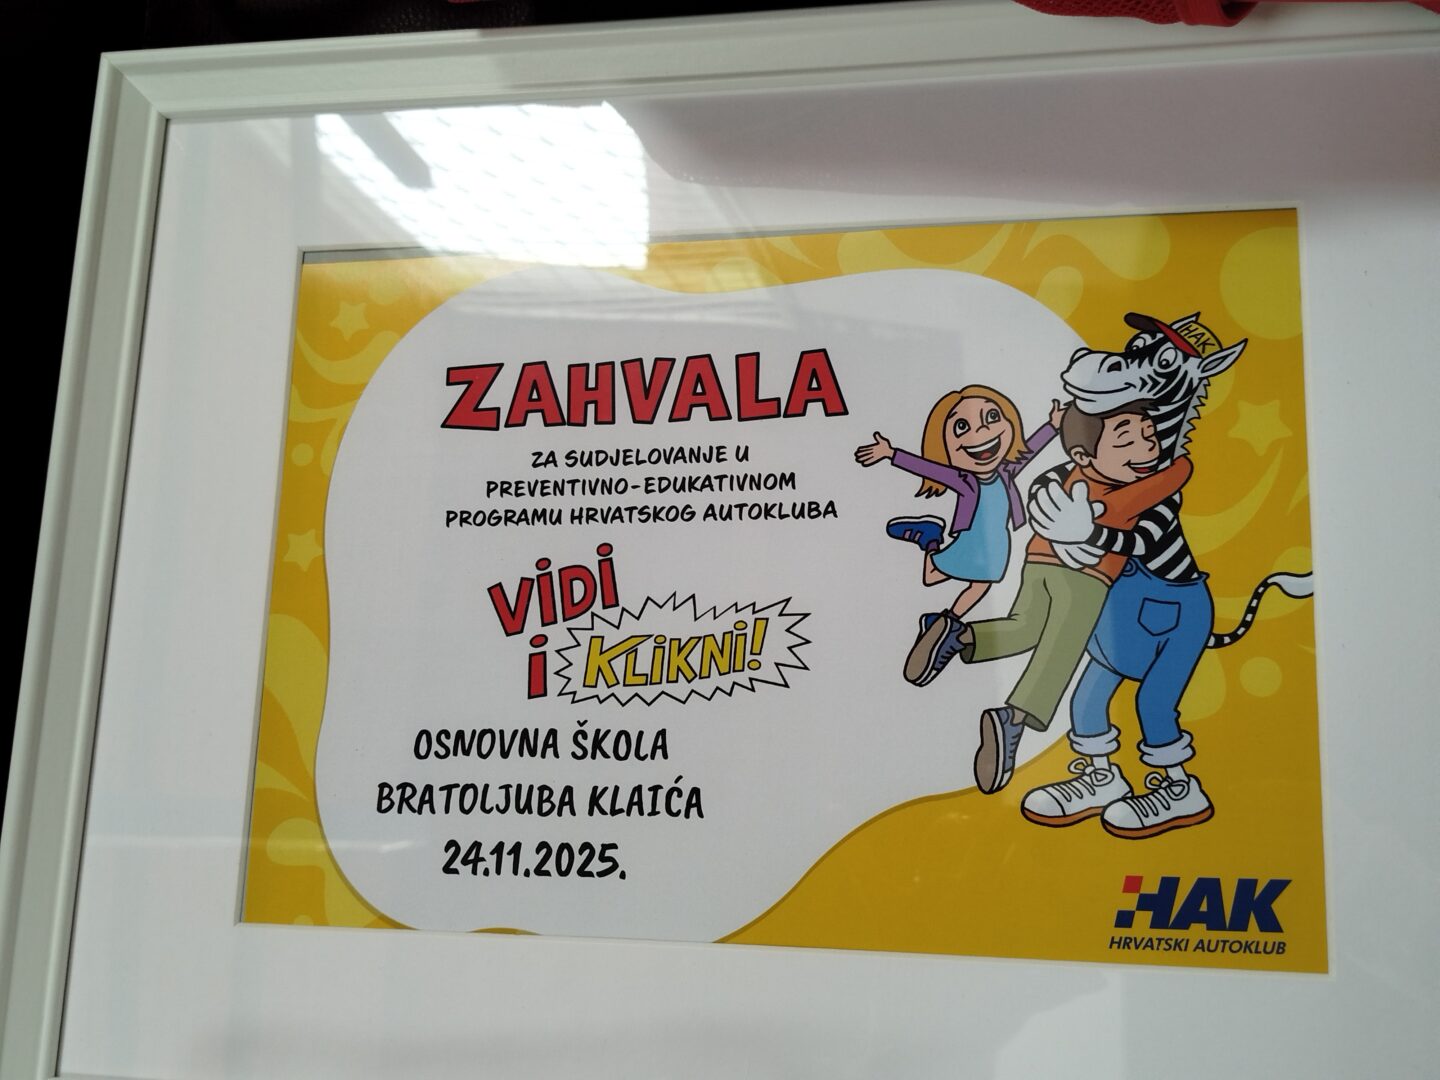 ZAHVALA
ZA SUDJELOVANJE U
PREVENTIVNO-EDUKATIVNOM
PROGRAMU HRVATSKOG AUTOKLUBA
VIDI
I KLIKNI!
OSNOVNA ŠKOLA
BRATOLJUBA KLAIĆA
24.11.2025.
HAK
HAK
HRVATSKI AUTOKLUB